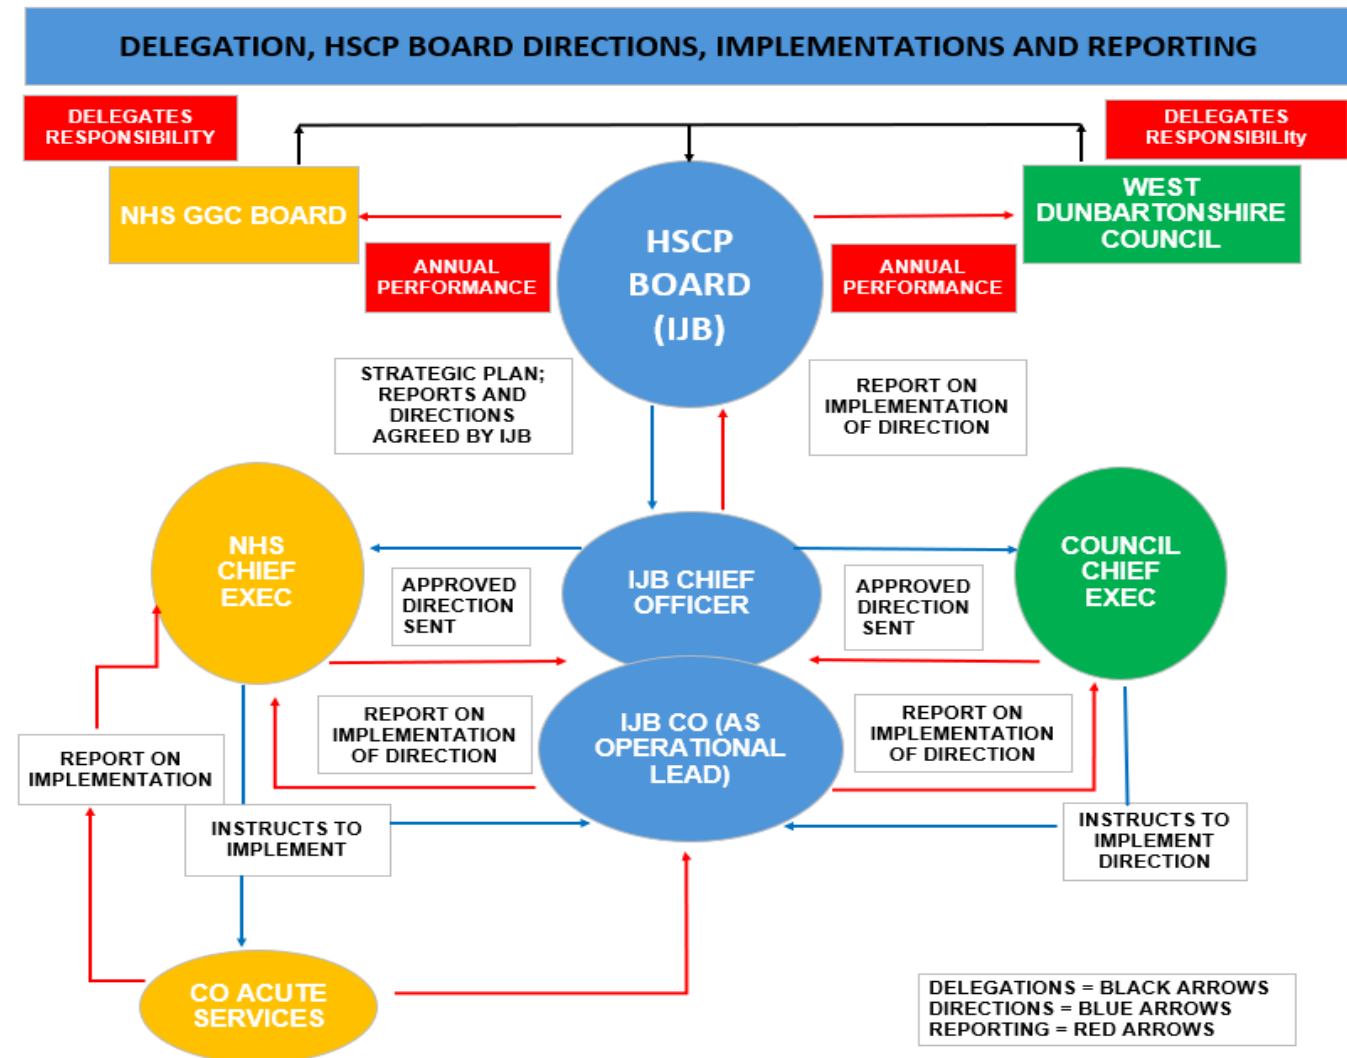 DELEGATION, HSCP BOARD DIRECTIONS, IMPLEMENTATIONS AND REPORTING
DELEGATES
RESPONSIBILITY
DELEGATES
RESPONSIBILIty
NHS GGC BOARD
WEST
DUNBARTONSHIRE
COUNCIL
HSCP
BOARD
(IJB)
ANNUAL
PERFORMANCE
ANNUAL
PERFORMANCE
STRATEGIC PLAN;
REPORTS AND
DIRECTIONS
AGREED BY IJB
REPORT ON
IMPLEMENTATION
OF DIRECTION
NHS
CHIEF
EXEC
IJB CHIEF
OFFICER
COUNCIL
CHIEF
EXEC
APPROVED
DIRECTION
SENT
APPROVED
DIRECTION
SENT
REPORT ON
IMPLEMENTATION
OF DIRECTION
IJB CO (AS
OPERATIONAL
LEAD)
REPORT ON
IMPLEMENTATION
OF DIRECTION
REPORT ON
IMPLEMENTATION
INSTRUCTS TO
IMPLEMENT
INSTRUCTS TO
IMPLEMENT
DIRECTION
CO ACUTE
SERVICES
DELEGATIONS = BLACK ARROWS
DIRECTIONS = BLUE ARROWS
REPORTING = RED ARROWS